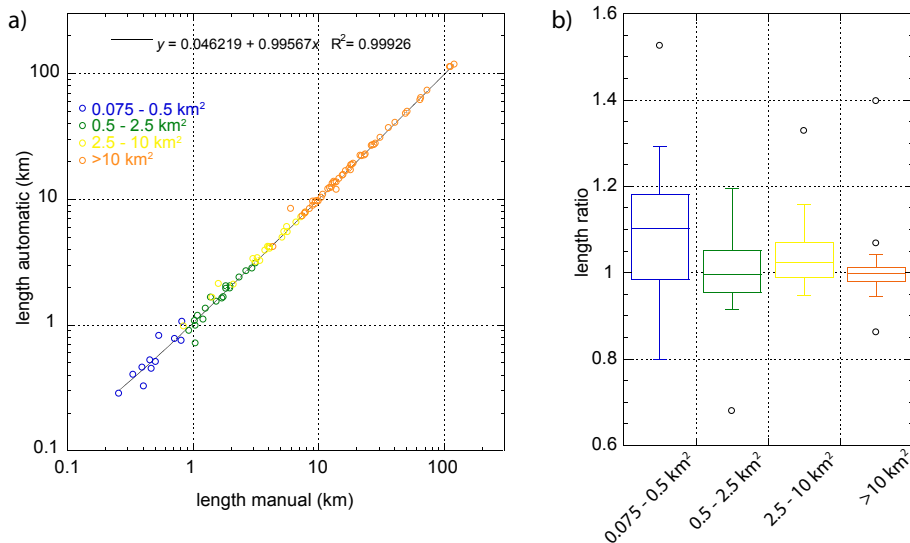 a)
y = 0.046219 + 0.99567x R²= 0.99926
100
10
1
0.1
length automatic (km)
0.075 - 0.5 km²
0.5 - 2.5 km²
2.5 - 10 km²
>10 km²
0.1 1 10 100
length manual (km)
b)
1.6
1.4
1.2
1
0.8
0.6
length ratio
0.075 - 0.5 km²
0.5 - 2.5 km²
2.5 - 10 km²
>10 km²